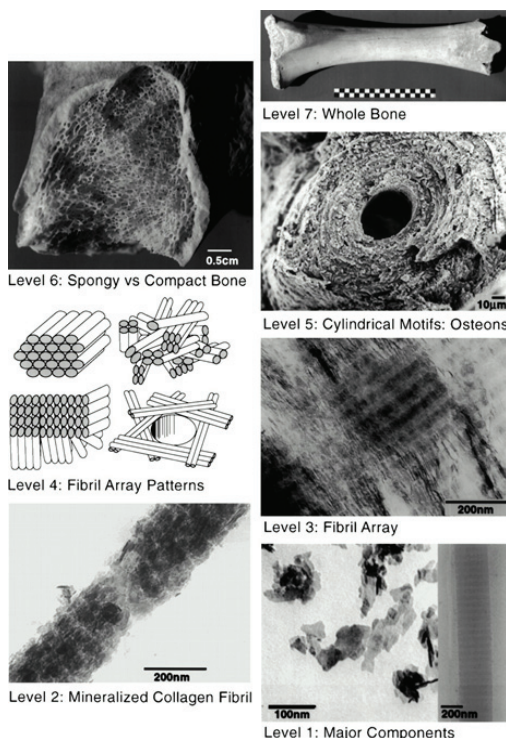 Level 7: Whole Bone
0.5cm
Level 6: Spongy vs Compact Bone
10μm
Level 5: Cylindrical Motifs: Osteons
Level 4: Fibril Array Patterns
200nm
Level 3: Fibril Array
200nm
Level 2: Mineralized Collagen Fibril
100nm
200nm
Level 1: Major Components